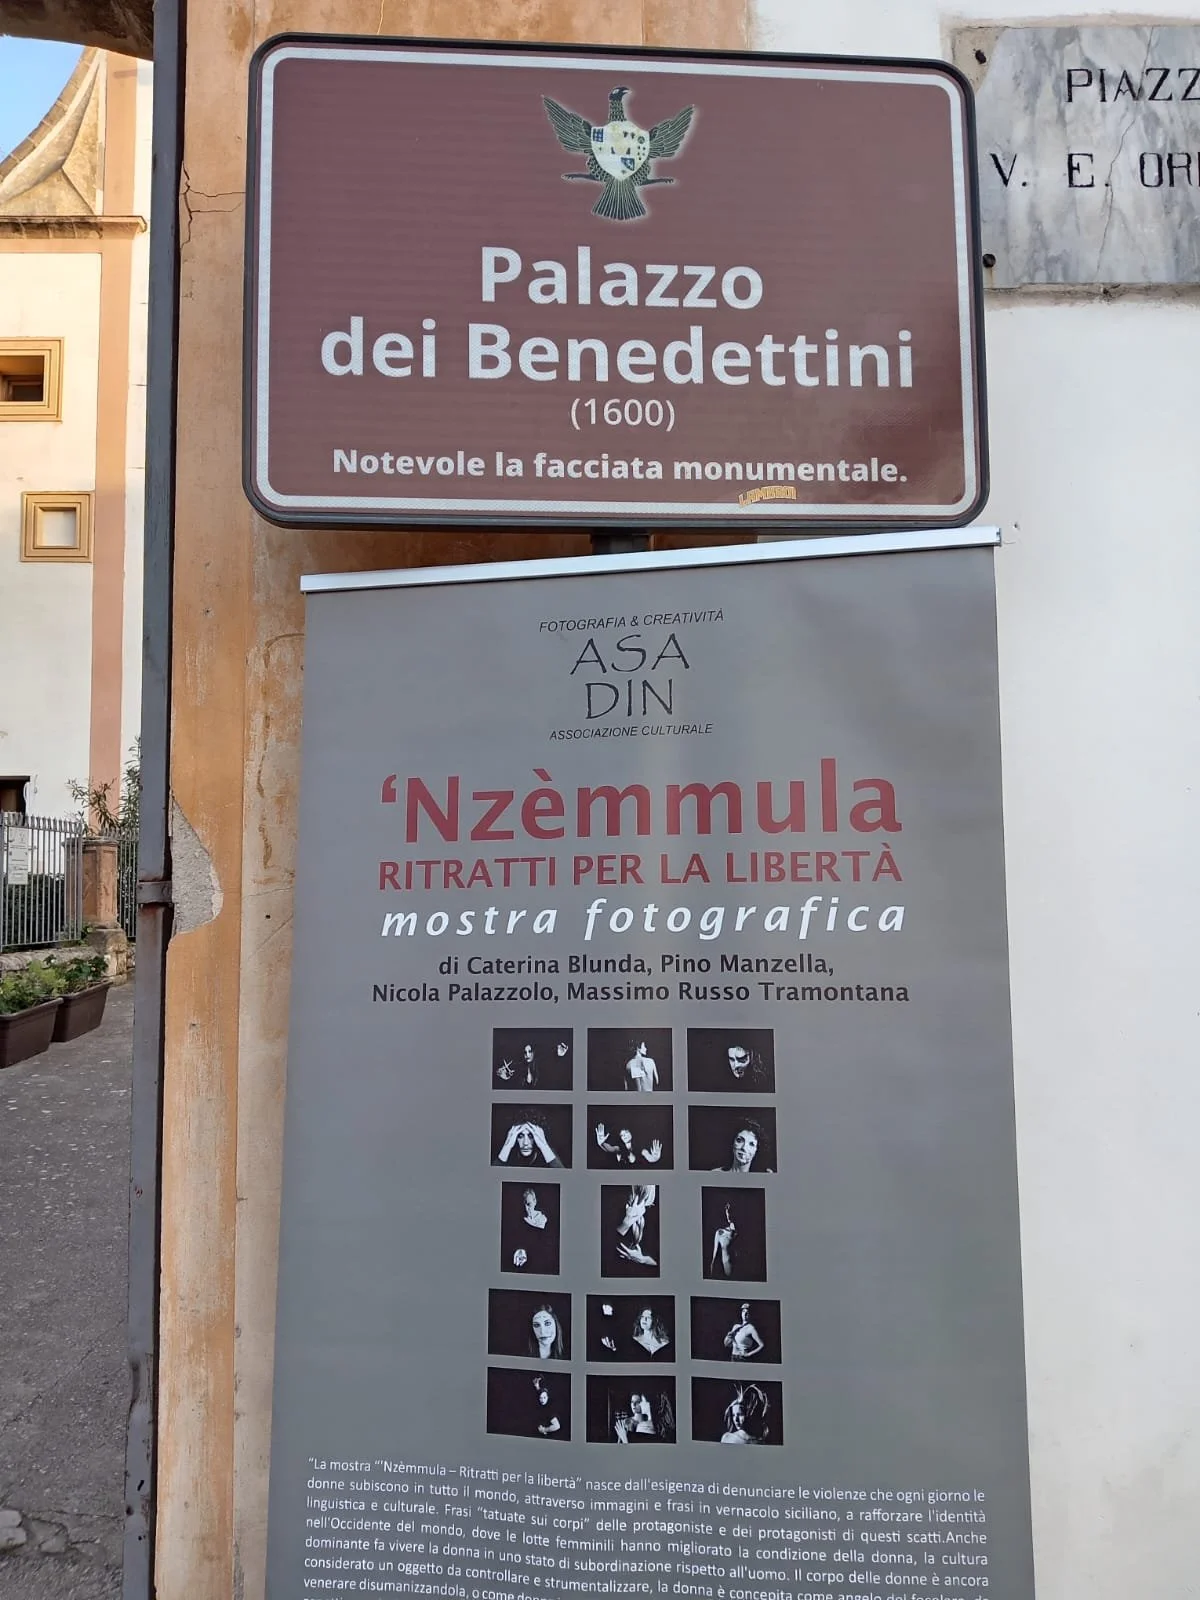 PIAZZ
V. E. OR
Palazzo
dei Benedettini
(1600)
Notevole la facciata monumentale.
FOTOGRAFIA & CREATIVITÀ
ASA
DIN
ASSOCIAZIONE CULTURALE
‘Nzèmmula
RITRATTI PER LA LIBERTÀ
mostra fotografica
di Caterina Blunda, Pino Manzella,
Nicola Palazzolo, Massimo Russo Tramontana
"La mostra "'Nzèmmula – Ritratti per la libertà" nasce dall'esigenza di denunciare le violenze che ogni giorno le
donne subiscono in tutto il mondo, attraverso immagini e frasi in vernacolo siciliano, a rafforzare l'identità
linguistica e culturale. Frasi "tatuate sui corpi" delle protagoniste e dei protagonisti di questi scatti.Anche
nell'Occidente del mondo, dove le lotte femminili hanno migliorato la condizione della donna, la cultura
dominante fa vivere la donna in uno stato di subordinazione rispetto all'uomo. Il corpo delle donne è ancora
considerato un oggetto da controllare e strumentalizzare, la donna è concepita come angelo del focolare, da
venerare disumanizzandola, o come